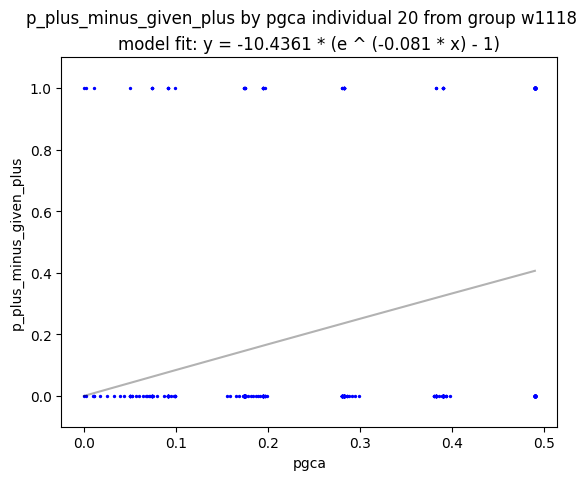 p_plus_minus_given_plus by pgca individual 20 from group w1118
model fit: y = -10.4361 * (e ^ (-0.081 * x) - 1)
1.0
0.8
0.6
0.4
0.2
0.0
p_plus_minus_given_plus
0.0 0.1 0.2 0.3 0.4 0.5
pgca